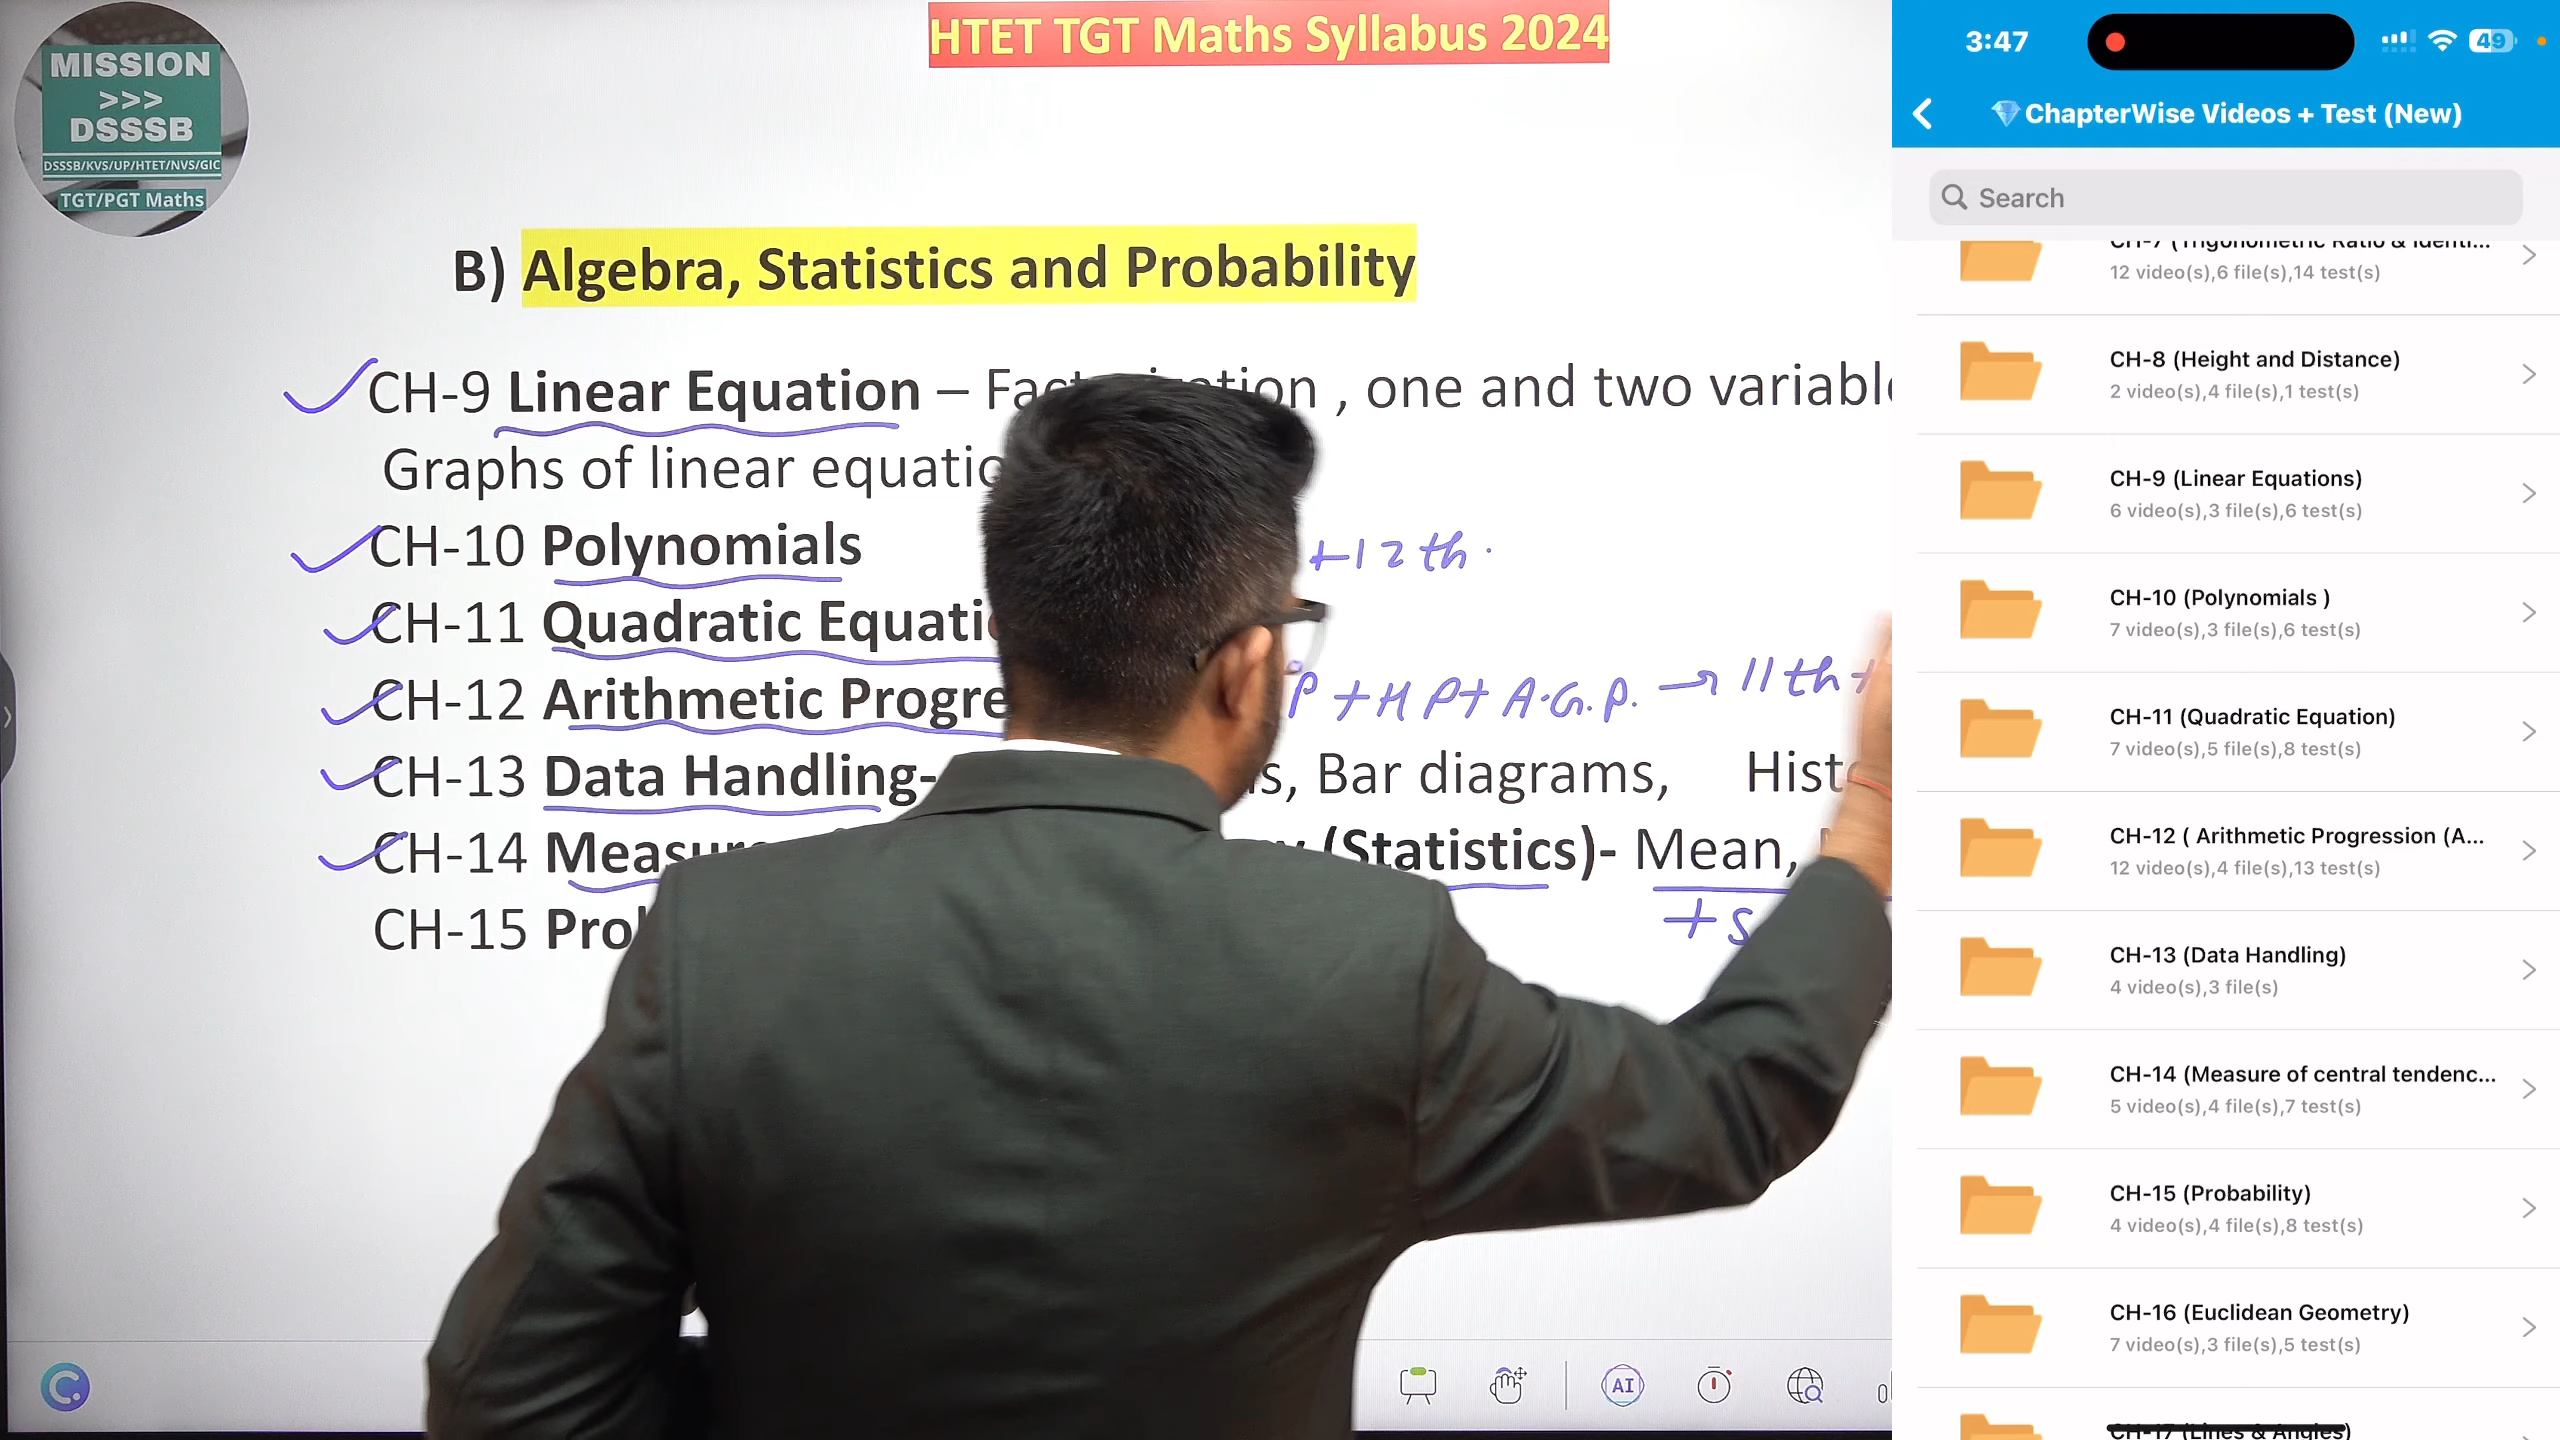 MISSION
>>>
DSSSB
DSSSB/KVS/UP/HTET/NVS/GIC
TGT/PGT Maths
HTET TGT Maths Syllabus 2024
B) Algebra, Statistics and Probability
CH-9 Linear Equation – , one and two
Graphs of linear
CH-10 Polynomials
+12th.
CH-11 Quadratic
CH-12 Arithmetic
P + H P + A.G.P. → 11th +
CH-13 Data Handling-
Bar diagrams,
CH-14
(Statistics)- Mean,
+ S
CH-15
AI
3:47
49
ChapterWise Videos + Test (New)
Search
CH-7 (Trigonometric Ratio & Identi...
12 video(s),6 file(s),14 test(s)
CH-8 (Height and Distance)
2 video(s),4 file(s),1 test(s)
CH-9 (Linear Equations)
6 video(s),3 file(s),6 test(s)
CH-10 (Polynomials )
7 video(s),3 file(s),6 test(s)
CH-11 (Quadratic Equation)
7 video(s),5 file(s),8 test(s)
CH-12 ( Arithmetic Progression (A...
12 video(s),4 file(s),13 test(s)
CH-13 (Data Handling)
4 video(s),3 file(s)
CH-14 (Measure of central tendenc...
5 video(s),4 file(s),7 test(s)
CH-15 (Probability)
4 video(s),4 file(s),8 test(s)
CH-16 (Euclidean Geometry)
7 video(s),3 file(s),5 test(s)
CH-17 (Lines & Angles)